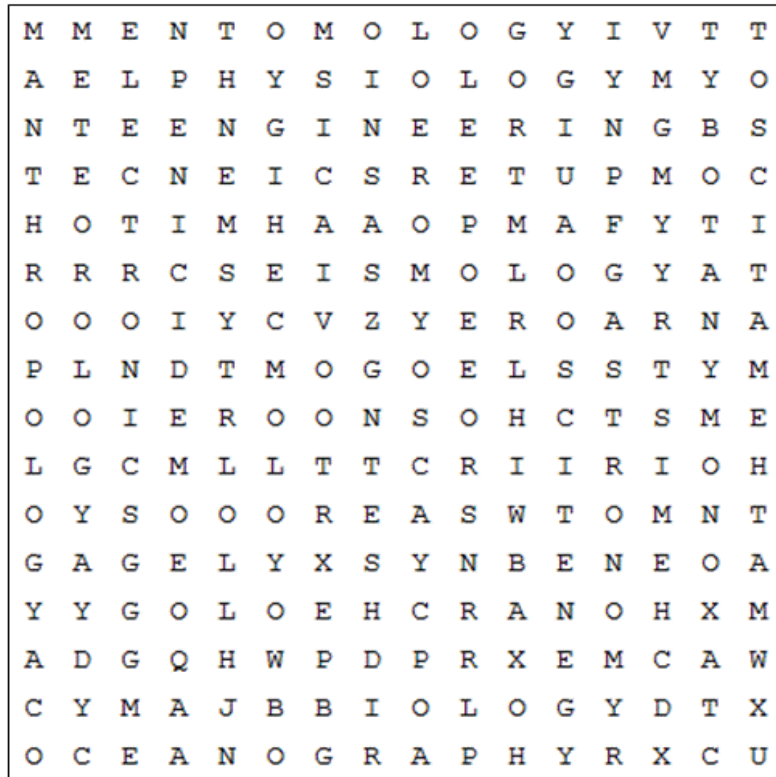 M M E N T O M O L O G Y I V T T
A E L P H Y S I O L O G Y M Y O
N T E E N G I N E E R I N G B S
T E C N E I C S R E T U P M O C
H O T I M H A A O P M A F Y T I
R R R C S E I S M O L O G Y A T
O O O I Y C V Z Y E R O A R N A
P L N D T M O G O E L S S T Y M
O O I E R O O N S O H C T S M E
L G C M L L T T C R I I R I O H
O Y S O O O R E A S W T O M N T
G A G E L Y X S Y N B E N E O A
Y Y G O L O E H C R A N O H X M
A D G Q H W P D P R X E M C A W
C Y M A J B B I O L O G Y D T X
O C E A N O G R A P H Y R X C U